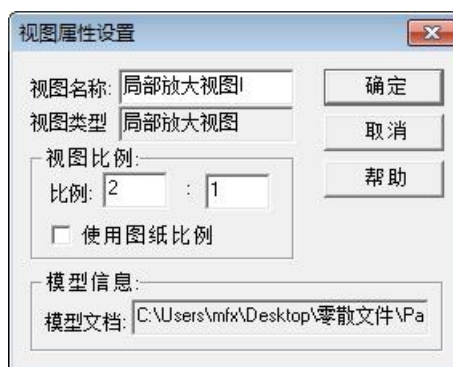 视图属性设置
视图名称: 局部放大视图I 确定
视图类型 局部放大视图 取消
视图比例:
比例: 2 : 1 帮助
使用图纸比例
模型信息:
模型文档: C:\Users\mfx\Desktop\零散文件\Pa